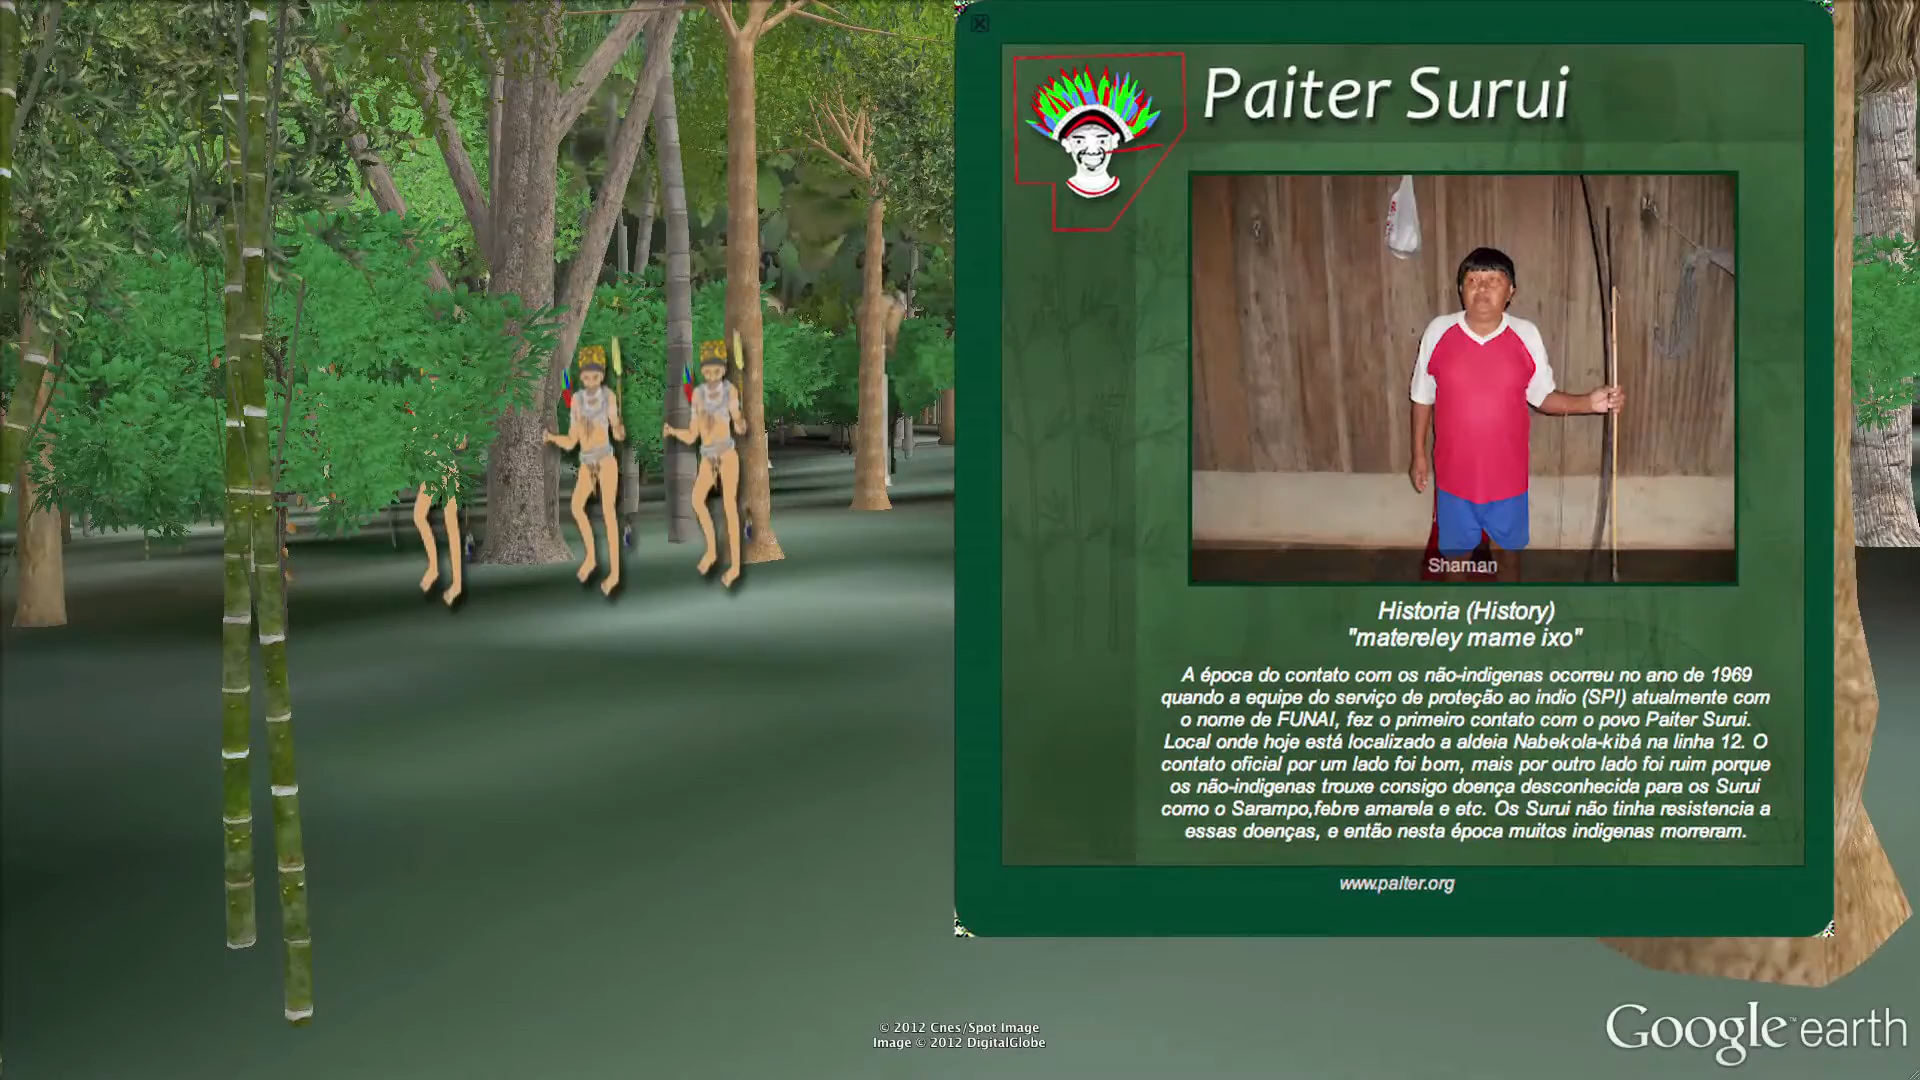 Paiter Surui
Shaman
Historia (History)
"matereley mame ixo"
A época do contato com os não-indigenas ocorreu no ano de 1969
quando a equipe do serviço de proteção ao indio (SPI) atualmente com
o nome de FUNAI, fez o primeiro contato com o povo Paiter Surui.
Local onde hoje está localizado a aldeia Nabekola-kibá na linha 12. O
contato oficial por um lado foi bom, mais por outro lado foi ruim porque
os não-indigenas trouxe consigo doença desconhecida para os Surui
como o Sarampo,febre amarela e etc. Os Surui não tinha resistencia a
essas doenças, e então nesta época muitos indigenas morreram.
www.paiter.org
© 2012 Cnes/Spot Image
Image © 2012 DigitalGlobe
Google™ earth